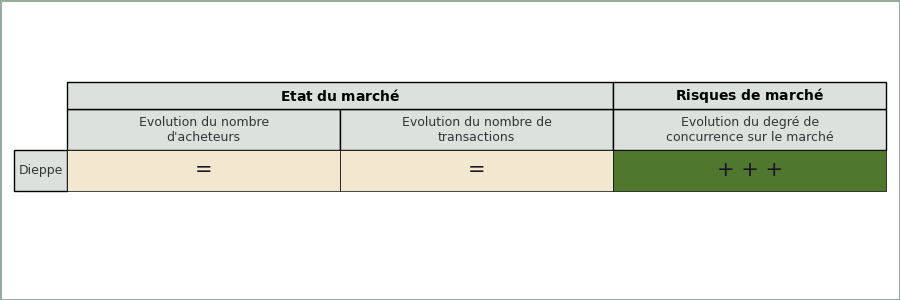 Etat du marché
Risques de marché
Evolution du nombre
d'acheteurs
Evolution du nombre de
transactions
Evolution du degré de
concurrence sur le marché
Dieppe
=
=
+ + +